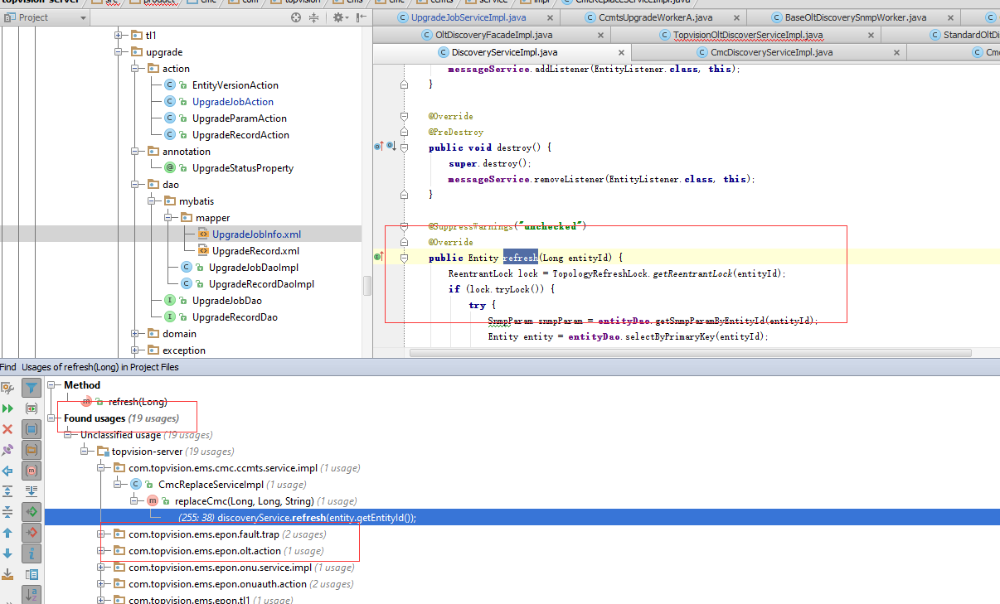 topvision-server src product cmc com topvision ems cmc ccmts service impl CmcReplaceServiceImpl.java
Project
UpgradeJobServiceImpl.java CcmtsUpgradeWorkerA.java BaseOltDiscoverySnmpWorker.java
OltDiscoveryFacadeImpl.java TopvisionOltDiscoverServiceImpl.java StandardOltDi
DiscoveryServiceImpl.java CmcDiscoveryServiceImpl.java Cmc
tl1
upgrade
action
EntityVersionAction
UpgradeJobAction
UpgradeParamAction
UpgradeRecordAction
annotation
UpgradeStatusProperty
dao
mybatis
mapper
UpgradeJobInfo.xml
UpgradeRecord.xml
UpgradeJobDaoImpl
UpgradeRecordDaoImpl
UpgradeJobDao
UpgradeRecordDao
domain
exception
messageService.addListener(EntityListener.class, this);
}
@Override
@PreDestroy
public void destroy() {
super.destroy();
messageService.removeListener(EntityListener.class, this);
}
@SuppressWarnings("unchecked")
@Override
public Entity refresh(Long entityId) {
ReentrantLock lock = TopologyRefreshLock.getReentrantLock(entityId);
if (lock.tryLock()) {
try {
SnmpParam snmpParam = entityDao.getSnmpParamByEntityId(entityId);
Entity entity = entityDao.selectByPrimaryKey(entityId);
Find Usages of refresh(Long) in Project Files
Method
refresh(Long)
Found usages (19 usages)
Unclassified usage (19 usages)
topvision-server (19 usages)
com.topvision.ems.cmc.ccmts.service.impl (1 usage)
CmcReplaceServiceImpl (1 usage)
replaceCmc(Long, Long, String) (1 usage)
(255: 38) discoveryService.refresh(entity.getEntityId());
com.topvision.ems.epon.fault.trap (2 usages)
com.topvision.ems.epon.olt.action (1 usage)
com.topvision.ems.epon.onu.service.impl (1 usage)
com.topvision.ems.epon.onuauth.action (2 usages)
com.topvision.ems.epon.tl1 (1 usage)